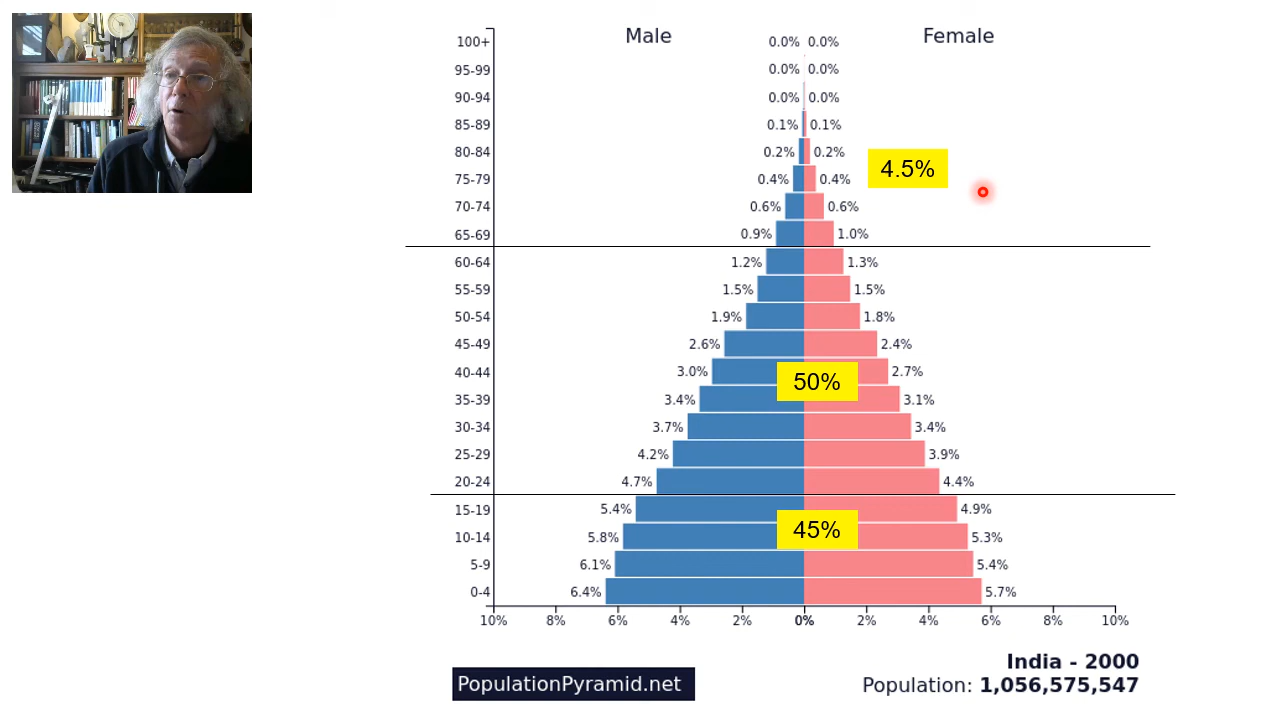 Male Female
100+ 0.0% 0.0%
95-99 0.0% 0.0%
90-94 0.0% 0.0%
85-89 0.1% 0.1%
80-84 0.2% 0.2%
4.5%
75-79 0.4% 0.4%
70-74 0.6% 0.6%
65-69 0.9% 1.0%
60-64 1.2% 1.3%
55-59 1.5% 1.5%
50-54 1.9% 1.8%
45-49 2.6% 2.4%
40-44 3.0% 2.7%
50%
35-39 3.4% 3.1%
30-34 3.7% 3.4%
25-29 4.2% 3.9%
20-24 4.7% 4.4%
15-19 5.4% 4.9%
45%
10-14 5.8% 5.3%
5-9 6.1% 5.4%
0-4 6.4% 5.7%
10% 8% 6% 4% 2% 0% 2% 4% 6% 8% 10%
India - 2000
PopulationPyramid.net Population: 1,056,575,547